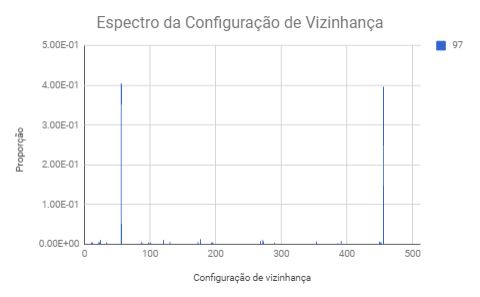 Espectro da Configuração de Vizinhança
97
Proporção
5.00E-01
4.00E-01
3.00E-01
2.00E-01
1.00E-01
0.00E+00
0 100 200 300 400 500
Configuração de vizinhança